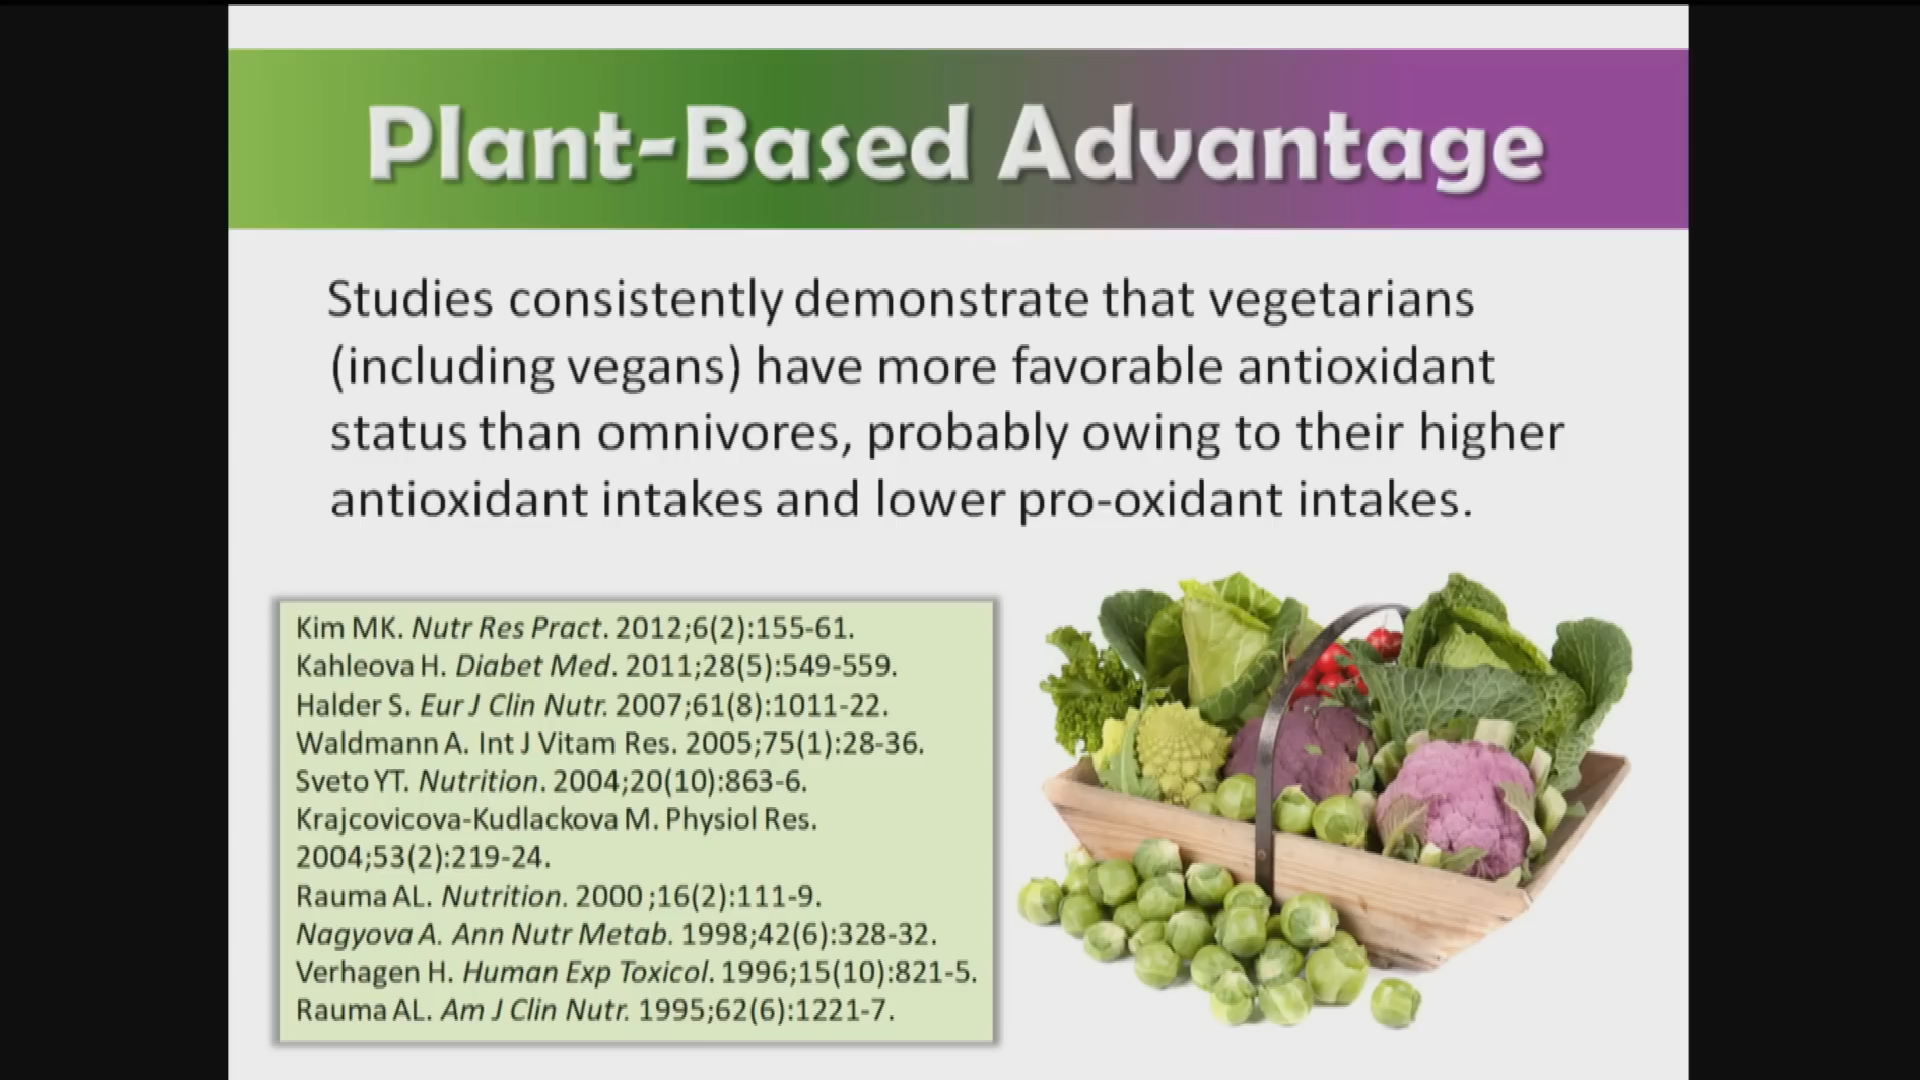 Plant-Based Advantage
Studies consistently demonstrate that vegetarians
(including vegans) have more favorable antioxidant
status than omnivores, probably owing to their higher
antioxidant intakes and lower pro-oxidant intakes.
Kim MK. Nutr Res Pract. 2012;6(2):155-61.
Kahleova H. Diabet Med. 2011;28(5):549-559.
Halder S. Eur J Clin Nutr. 2007;61(8):1011-22.
Waldmann A. Int J Vitam Res. 2005;75(1):28-36.
Sveto YT. Nutrition. 2004;20(10):863-6.
Krajcovicova-Kudlackova M. Physiol Res.
2004;53(2):219-24.
Rauma AL. Nutrition. 2000 ;16(2):111-9.
Nagyova A. Ann Nutr Metab. 1998;42(6):328-32.
Verhagen H. Human Exp Toxicol. 1996;15(10):821-5.
Rauma AL. Am J Clin Nutr. 1995;62(6):1221-7.